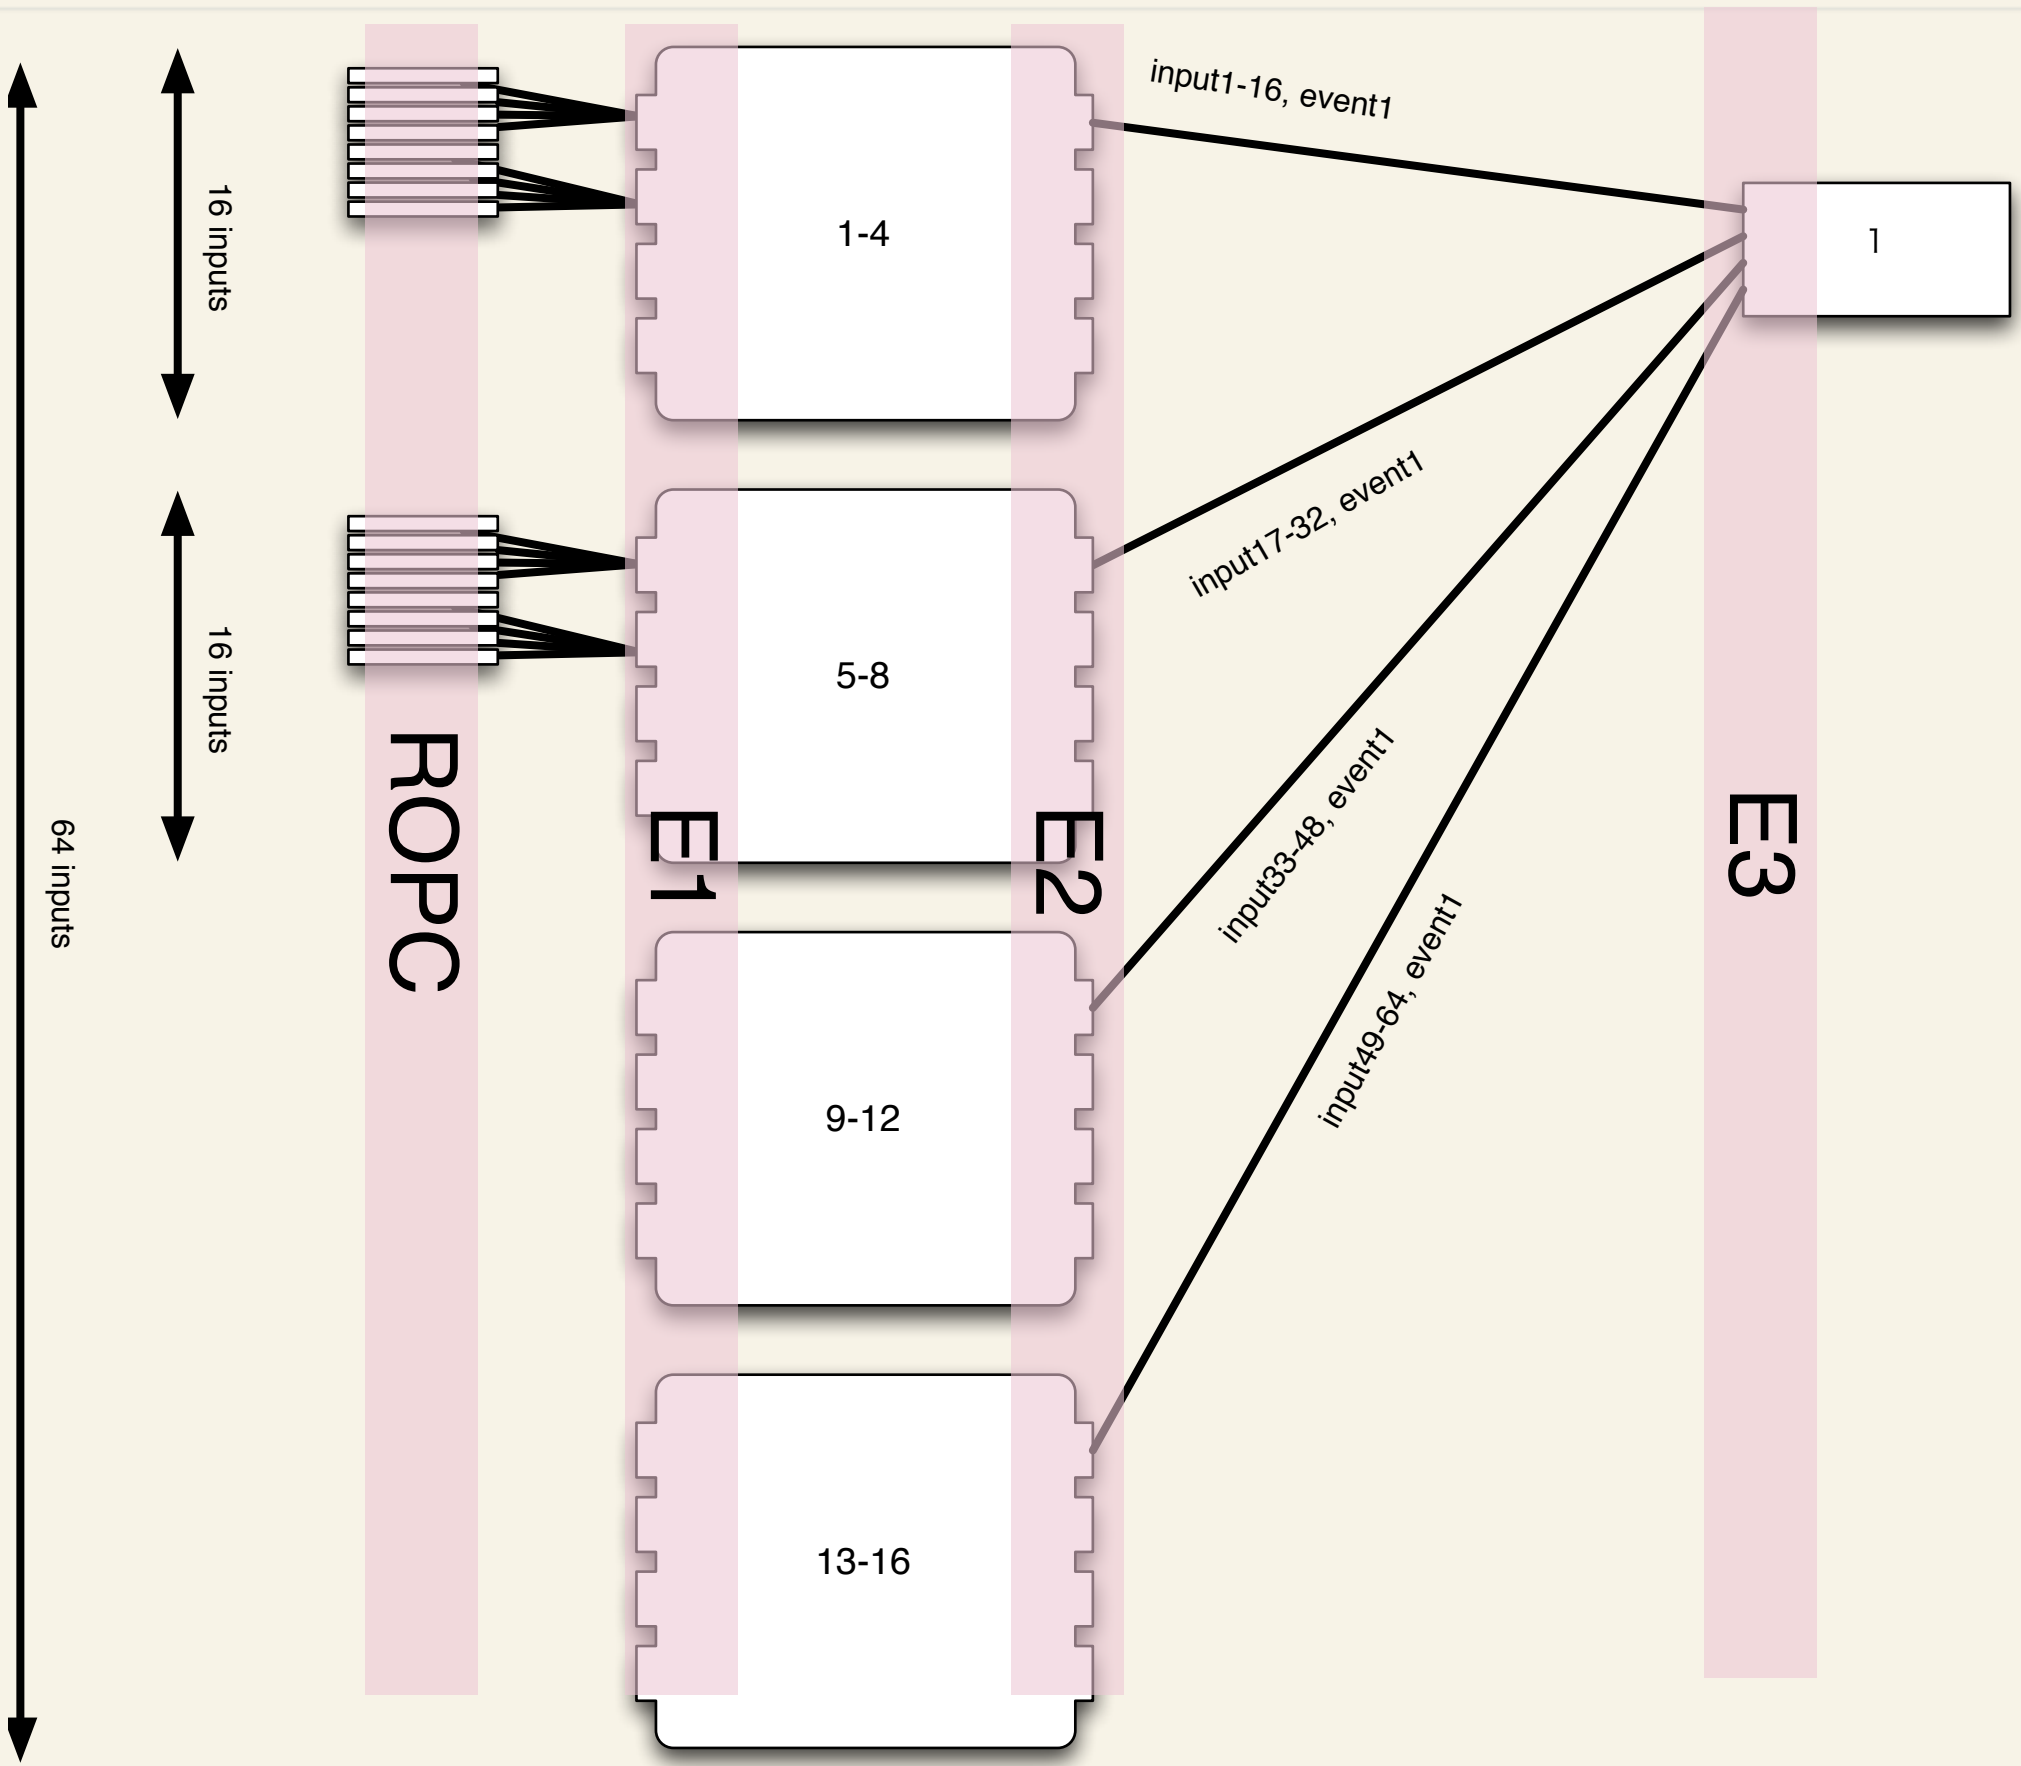 input1-16, event1
16 inputs
1-4
1
input17-32, event1
16 inputs
5-8
ROPC
E1
E2
E3
64 inputs
input33-48, event1
input49-64, event1
9-12
13-16